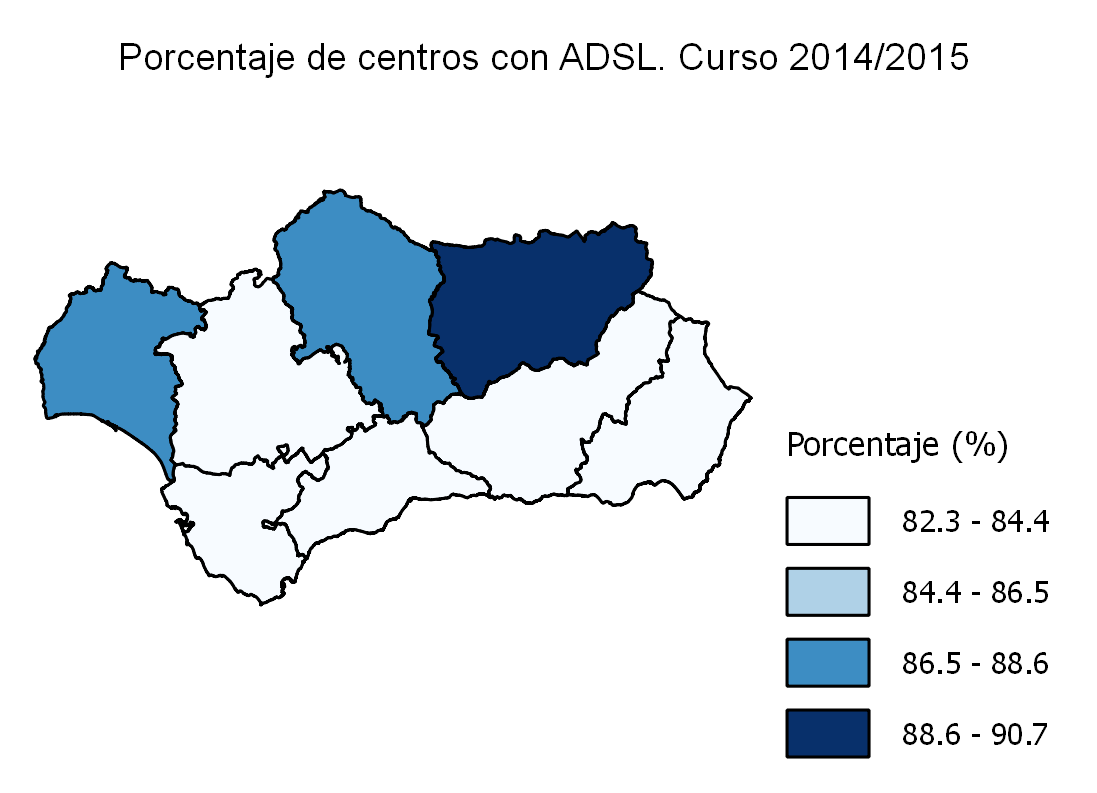 Porcentaje de centros con ADSL. Curso 2014/2015
Porcentaje (%)
82.3 - 84.4
84.4 - 86.5
86.5 - 88.6
88.6 - 90.7